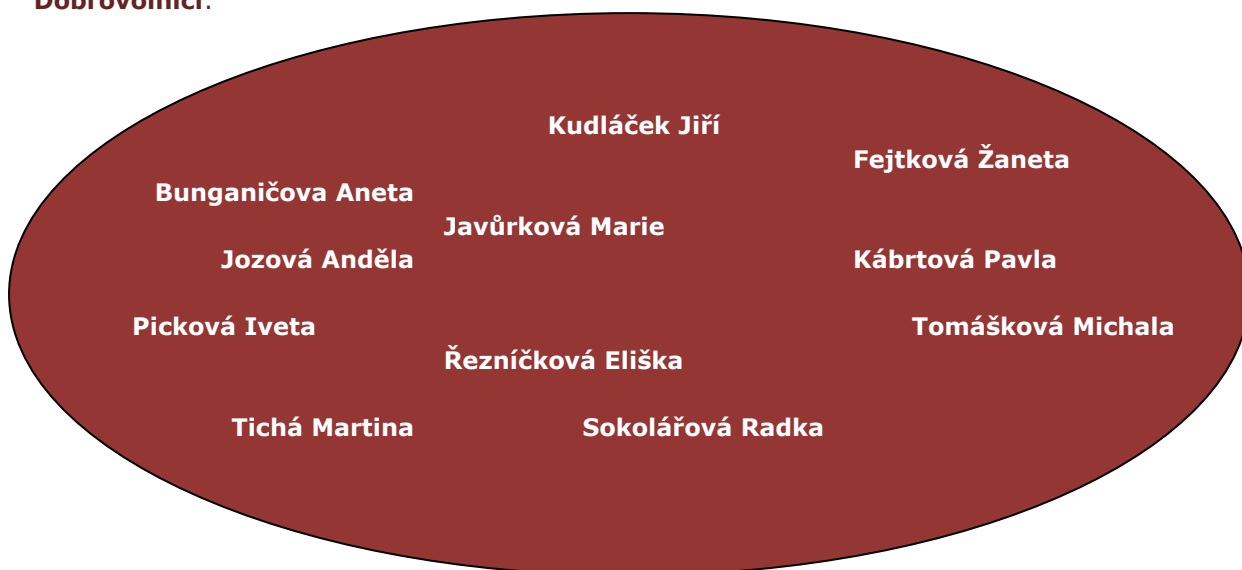 Dobrovolníci:
Kudláček Jiří
Fejtková Žaneta
Bunganičova Aneta
Javůrková Marie
Jozová Anděla
Kábrtová Pavla
Picková Iveta
Tomášková Michala
Řezníčková Eliška
Tichá Martina
Sokolářová Radka